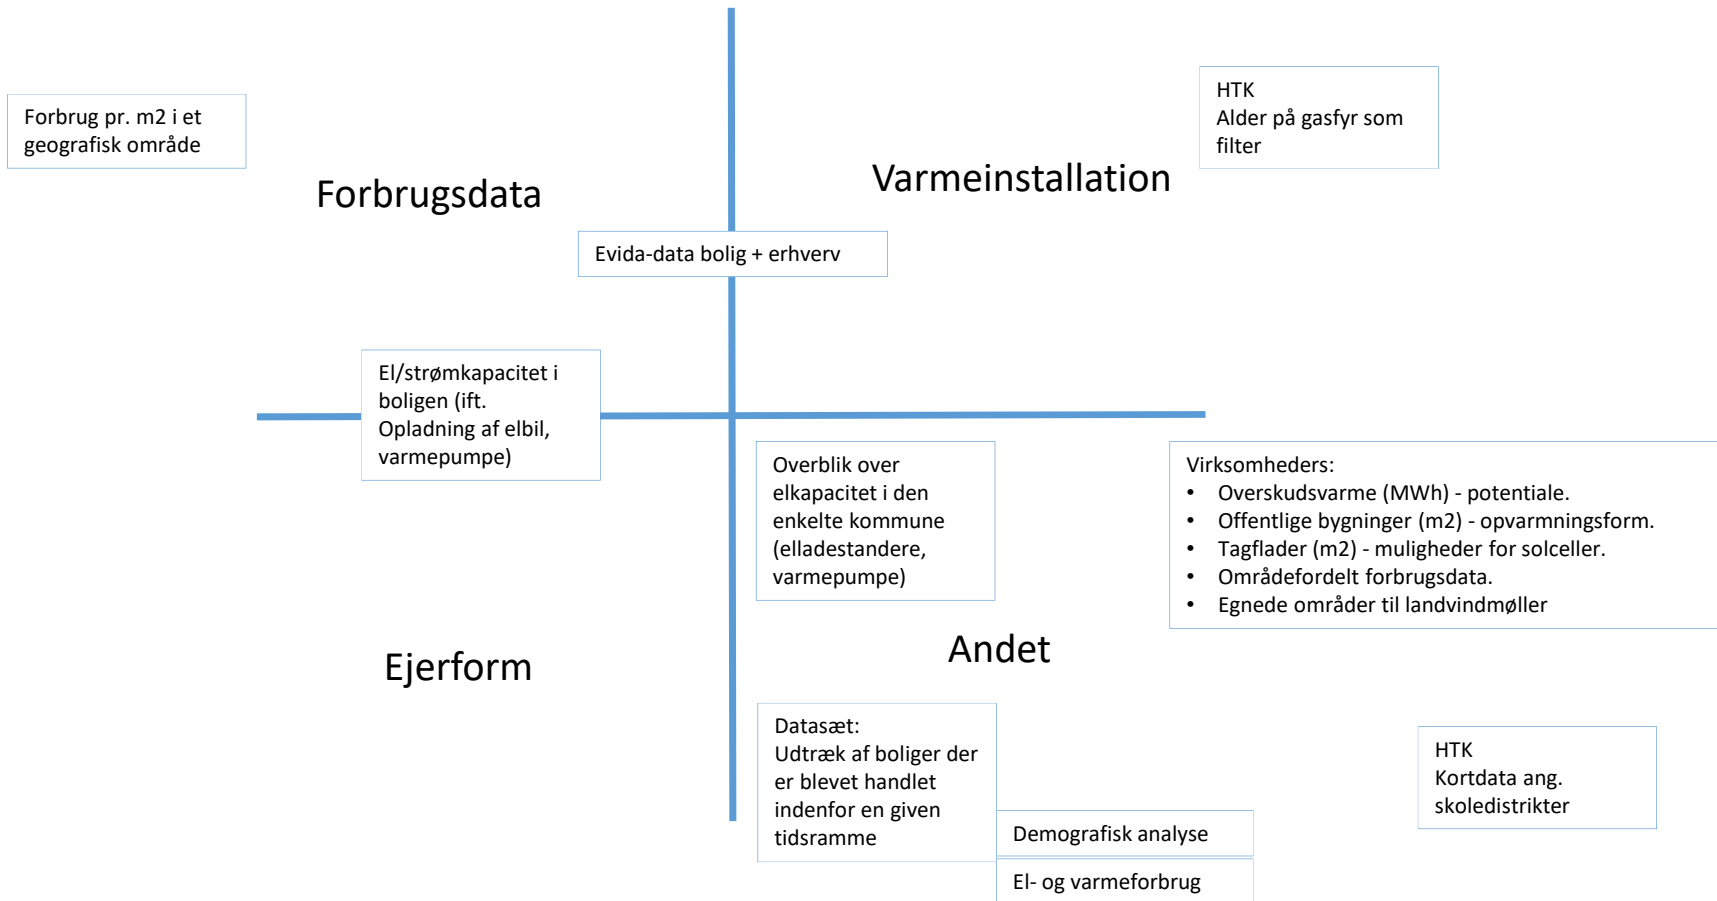 Forbrug pr. m2 i et
geografisk område
Forbrugsdata
Varmeinstallation
HTK
Alder på gasfyr som
filter
Evida-data bolig + erhverv
El/strømkapacitet i
boligen (ift.
Opladning af elbil,
varmepumpe)
Overblik over
elkapacitet i den
enkelte kommune
(elladestandere,
varmepumpe)
Virksomheders:
• Overskudsvarme (MWh) - potentiale.
• Offentlige bygninger (m2) - opvarmningsform.
• Tagflader (m2) - muligheder for solceller.
• Områdefordelt forbrugsdata.
• Egnede områder til landvindmøller
Ejerform
Andet
Datasæt:
Udtræk af boliger der
er blevet handlet
indenfor en given
tidsramme
Demografisk analyse
El- og varmeforbrug
HTK
Kortdata ang.
skoledistrikter